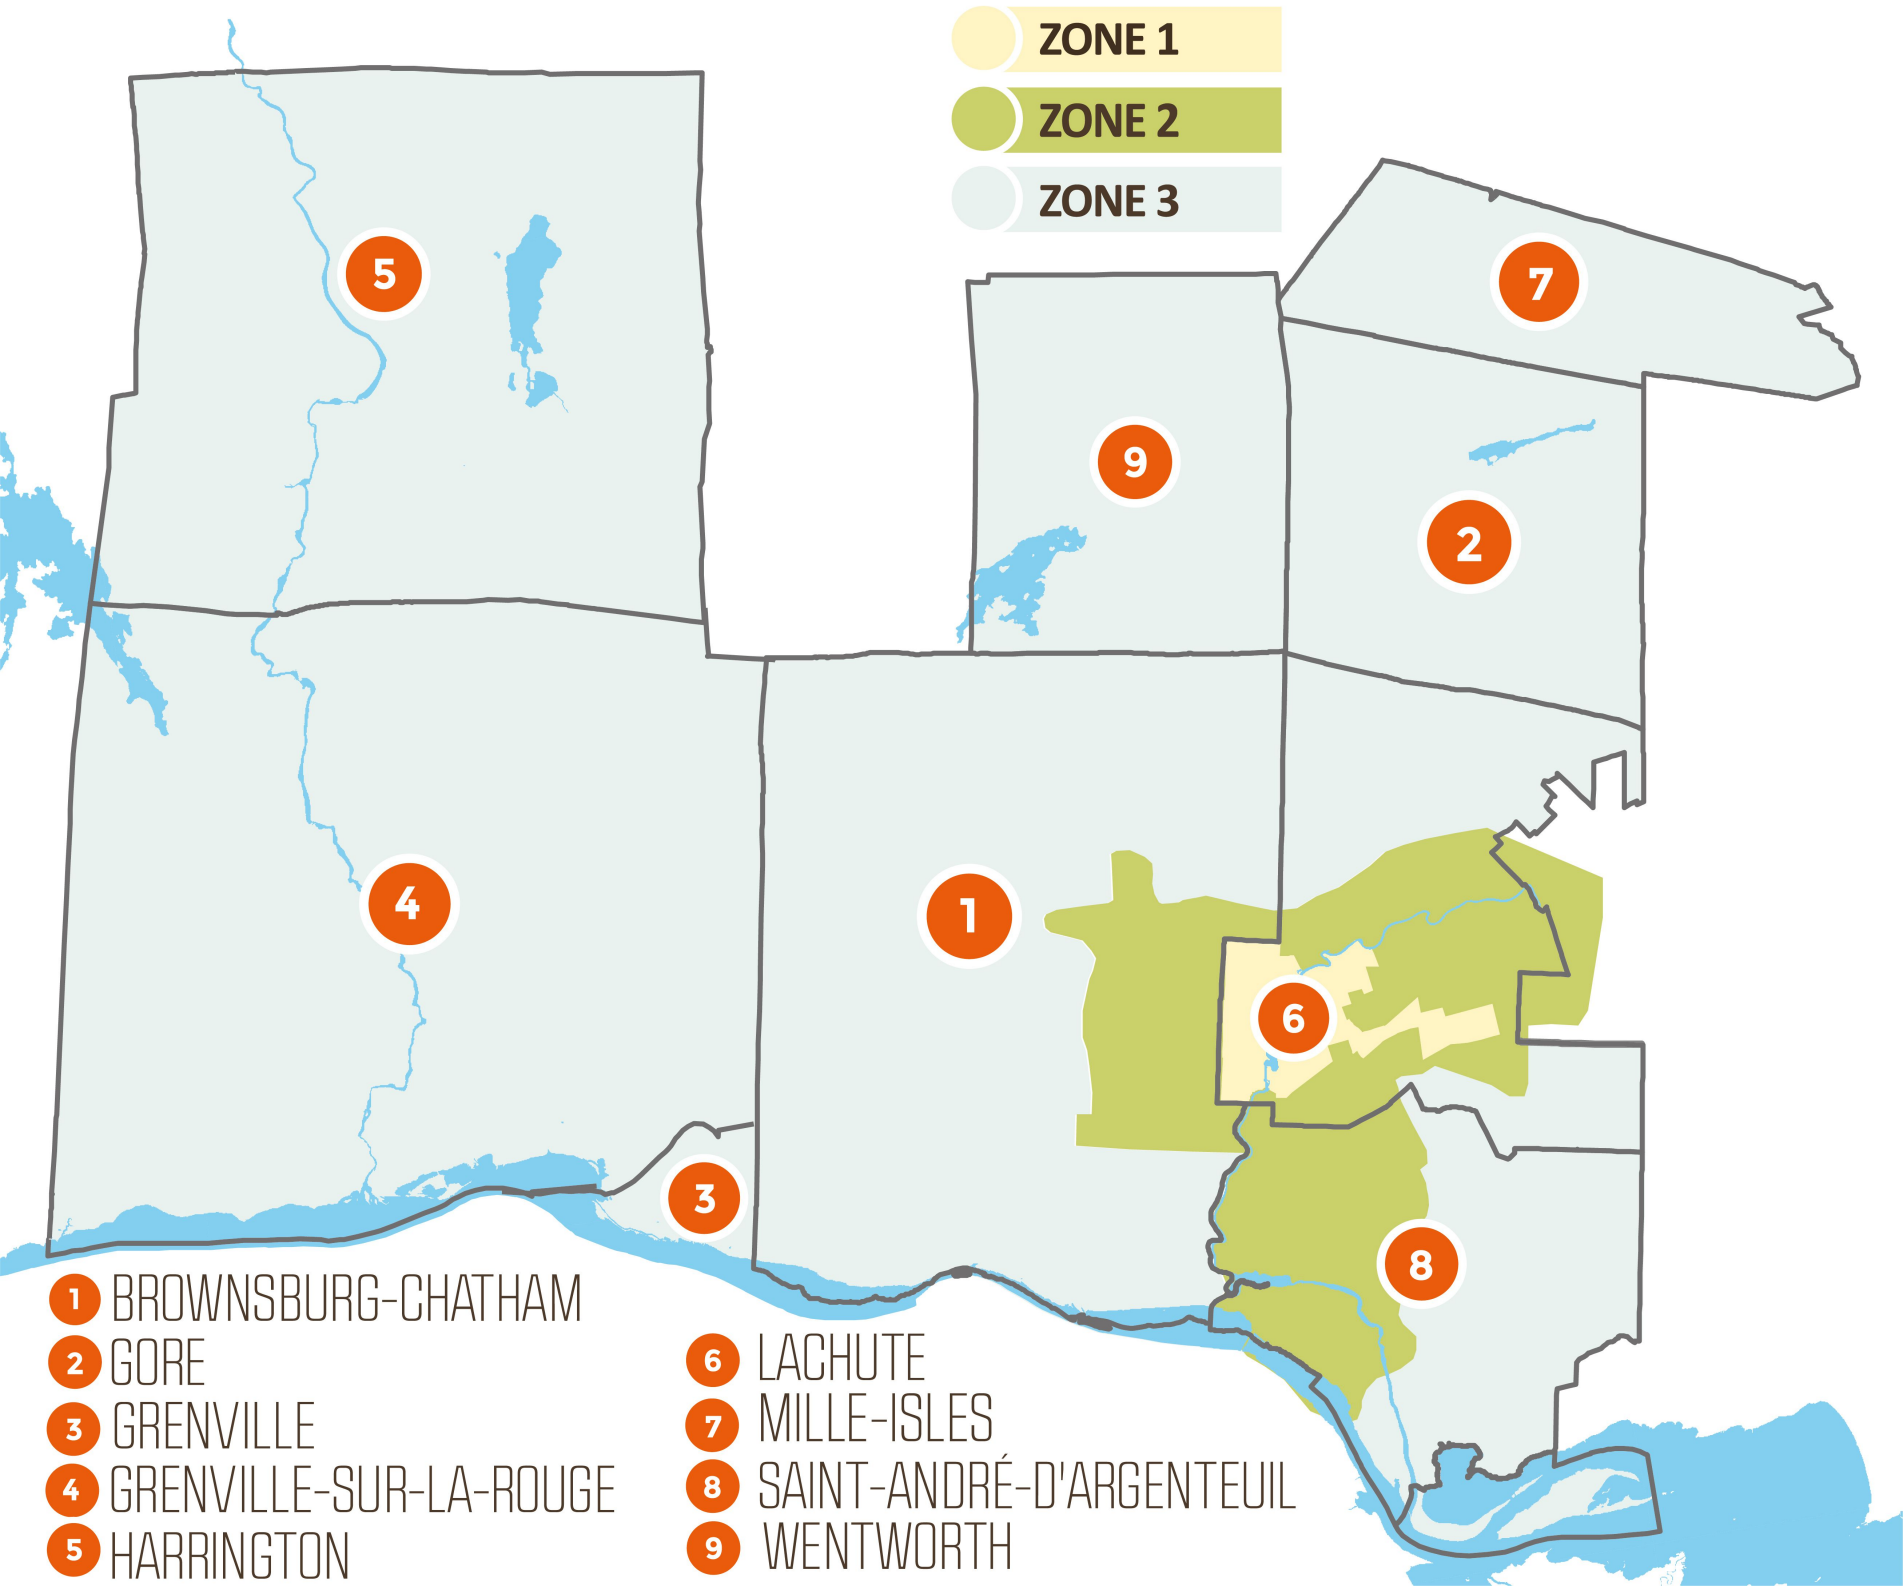 ZONE 1
ZONE 2
ZONE 3
5
7
9
2
4
1
6
3
8
1 BROWNSBURG-CHATHAM
2 GORE
3 GRENVILLE
4 GRENVILLE-SUR-LA-ROUGE
5 HARRINGTON
6 LACHUTE
7 MILLE-ISLES
8 SAINT-ANDRÉ-D'ARGENTEUIL
9 WENTWORTH